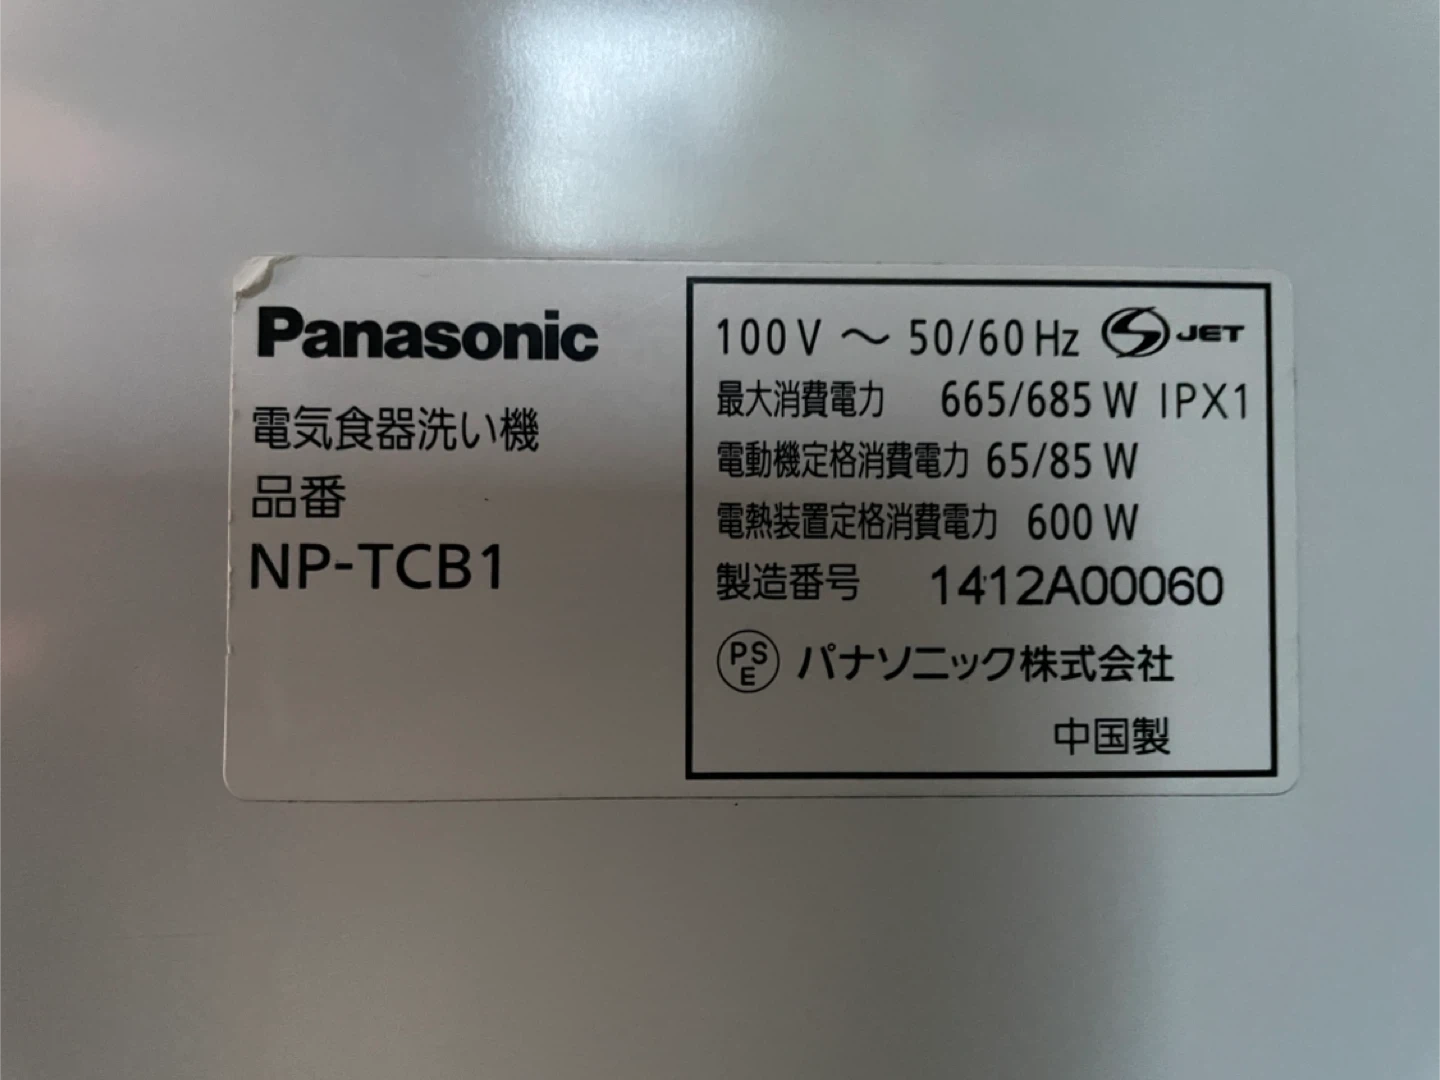 Panasonic
電気食器洗い機
品番
NP-TCB1
100V ～ 50/60Hz JET
最大消費電力 665/685W IPX1
電動機定格消費電力 65/85W
電熱装置定格消費電力 600W
製造番号 1412A00060
PSE パナソニック株式会社
中国製